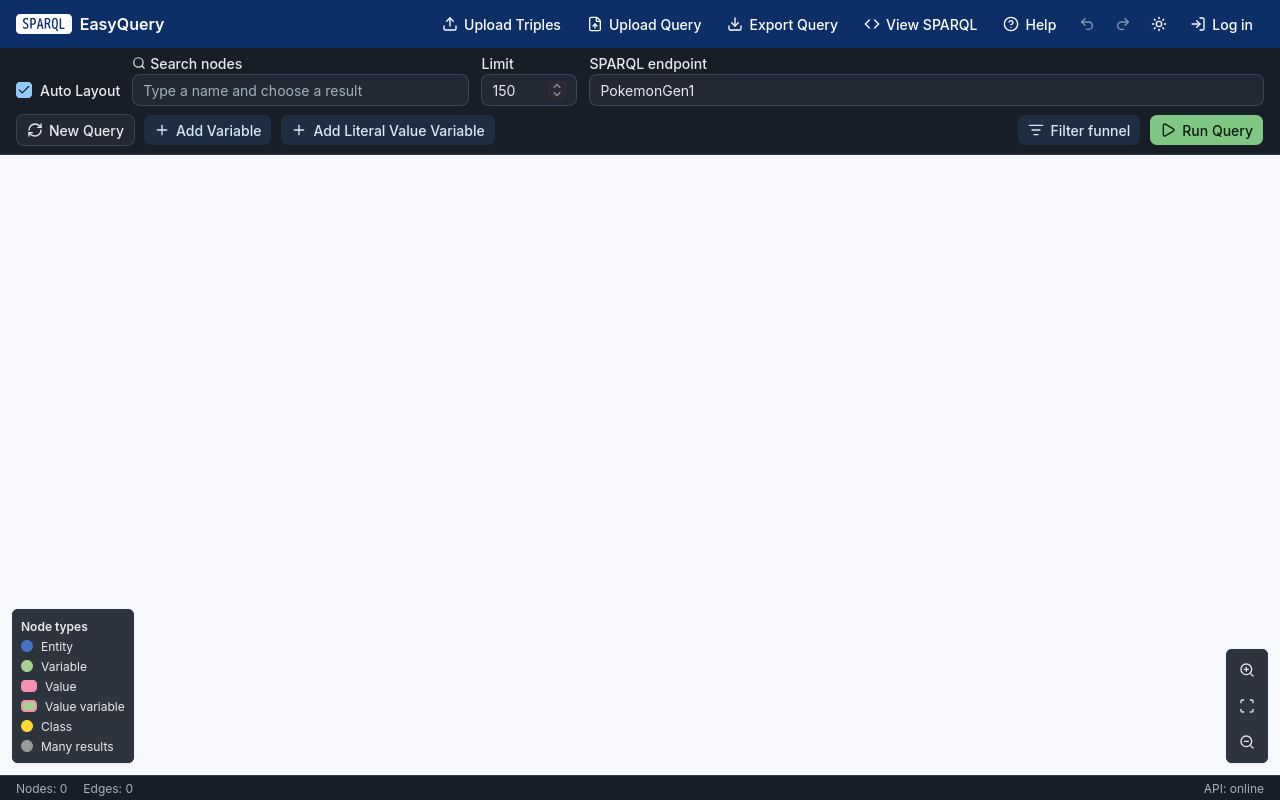 SPARQL EasyQuery Upload Triples Upload Query Export Query View SPARQL Help Log in
Search nodes Limit SPARQL endpoint
Auto Layout Type a name and choose a result 150 PokemonGen1
New Query Add Variable Add Literal Value Variable Filter funnel Run Query
Node types
Entity
Variable
Value
Value variable
Class
Many results
Nodes: 0 Edges: 0 API: online